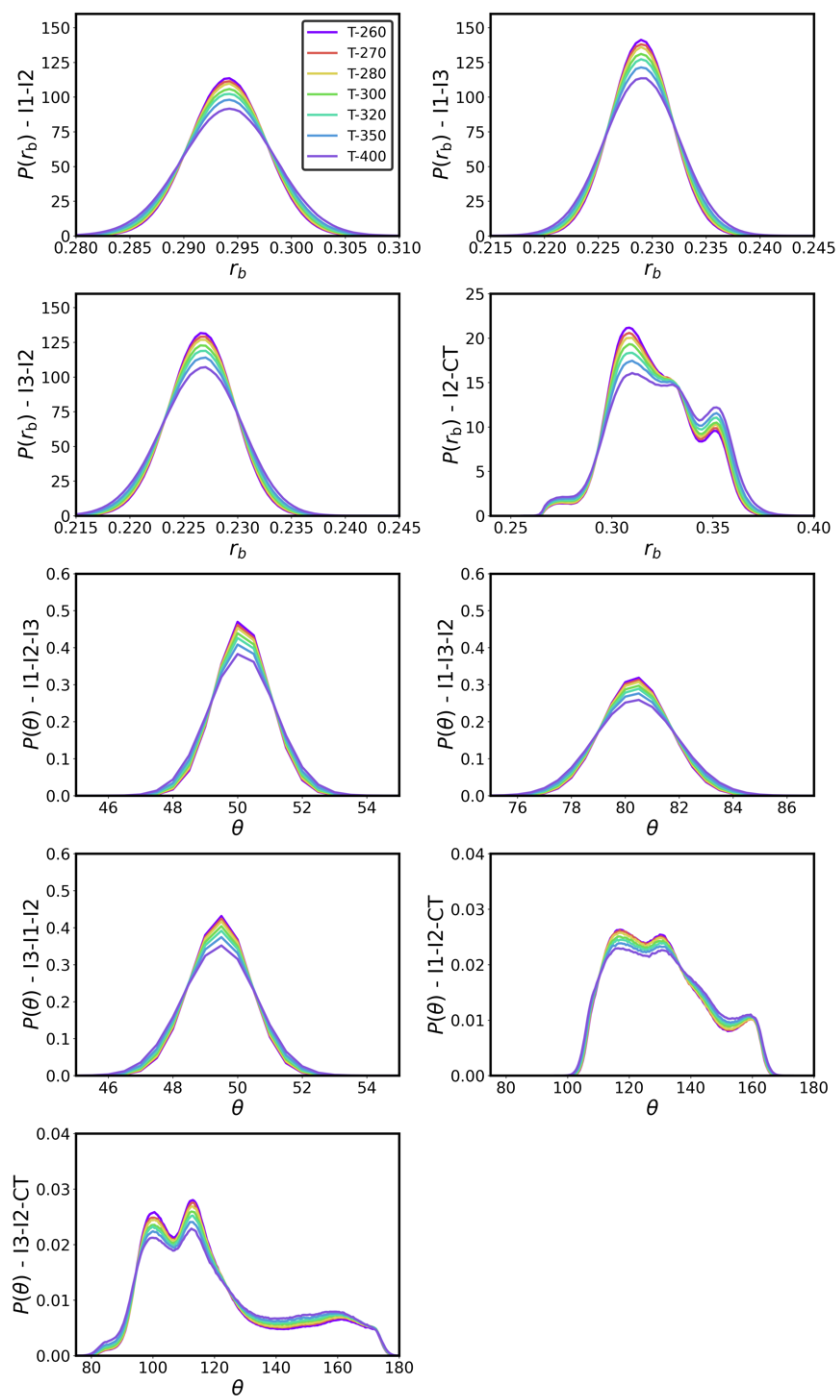 P(r_b) - I1-I2
150
125
100
75
50
25
0
0.280 0.285 0.290 0.295 0.300 0.305 0.310
r_b
T-260
T-270
T-280
T-300
T-320
T-350
T-400
P(r_b) - I1-I3
150
125
100
75
50
25
0
0.215 0.220 0.225 0.230 0.235 0.240 0.245
r_b
P(r_b) - I3-I2
150
125
100
75
50
25
0
0.215 0.220 0.225 0.230 0.235 0.240 0.245
r_b
P(r_b) - I2-CT
25
20
15
10
5
0
0.25 0.30 0.35 0.40
r_b
P(θ) - I1-I2-I3
0.6
0.5
0.4
0.3
0.2
0.1
0.0
46 48 50 52 54
θ
P(θ) - I1-I3-I2
0.6
0.5
0.4
0.3
0.2
0.1
0.0
76 78 80 82 84 86
θ
P(θ) - I3-I1-I2
0.6
0.5
0.4
0.3
0.2
0.1
0.0
46 48 50 52 54
θ
P(θ) - I1-I2-CT
0.04
0.03
0.02
0.01
0.00
80 100 120 140 160 180
θ
P(θ) - I3-I2-CT
0.04
0.03
0.02
0.01
0.00
80 100 120 140 160 180
θ